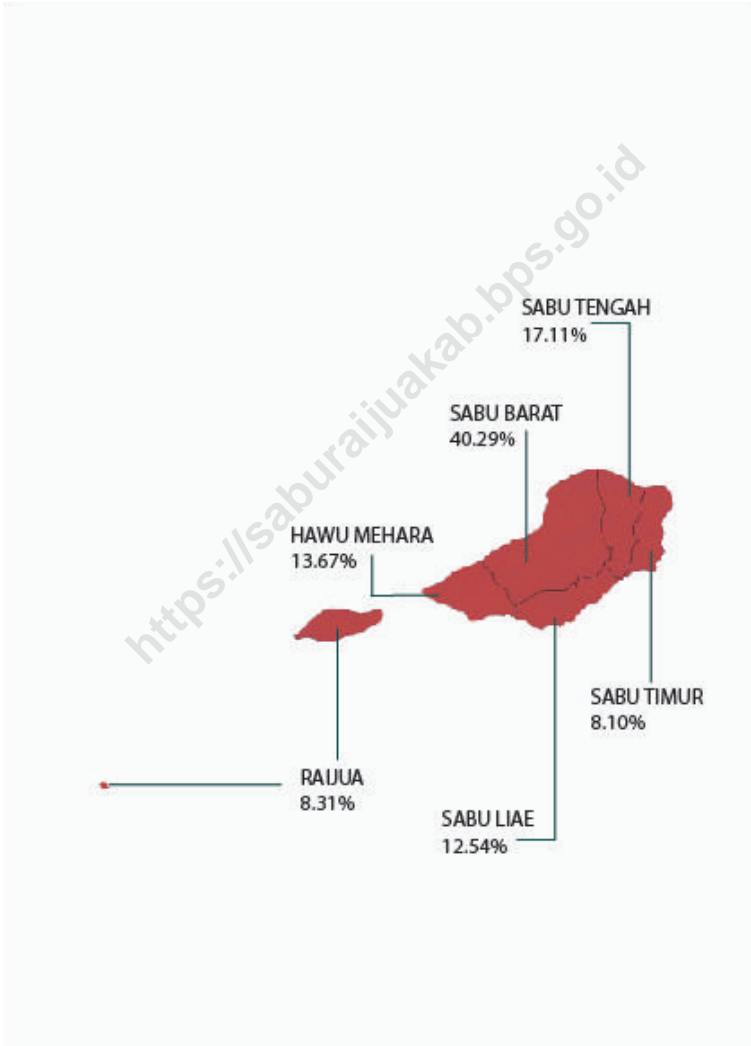 https://saburaijuakab.bps.go.id
SABU TENGAH
17.11%
SABU BARAT
40.29%
HAWU MEHARA
13.67%
SABU TIMUR
8.10%
RAIJUA
8.31%
SABU LIAE
12.54%